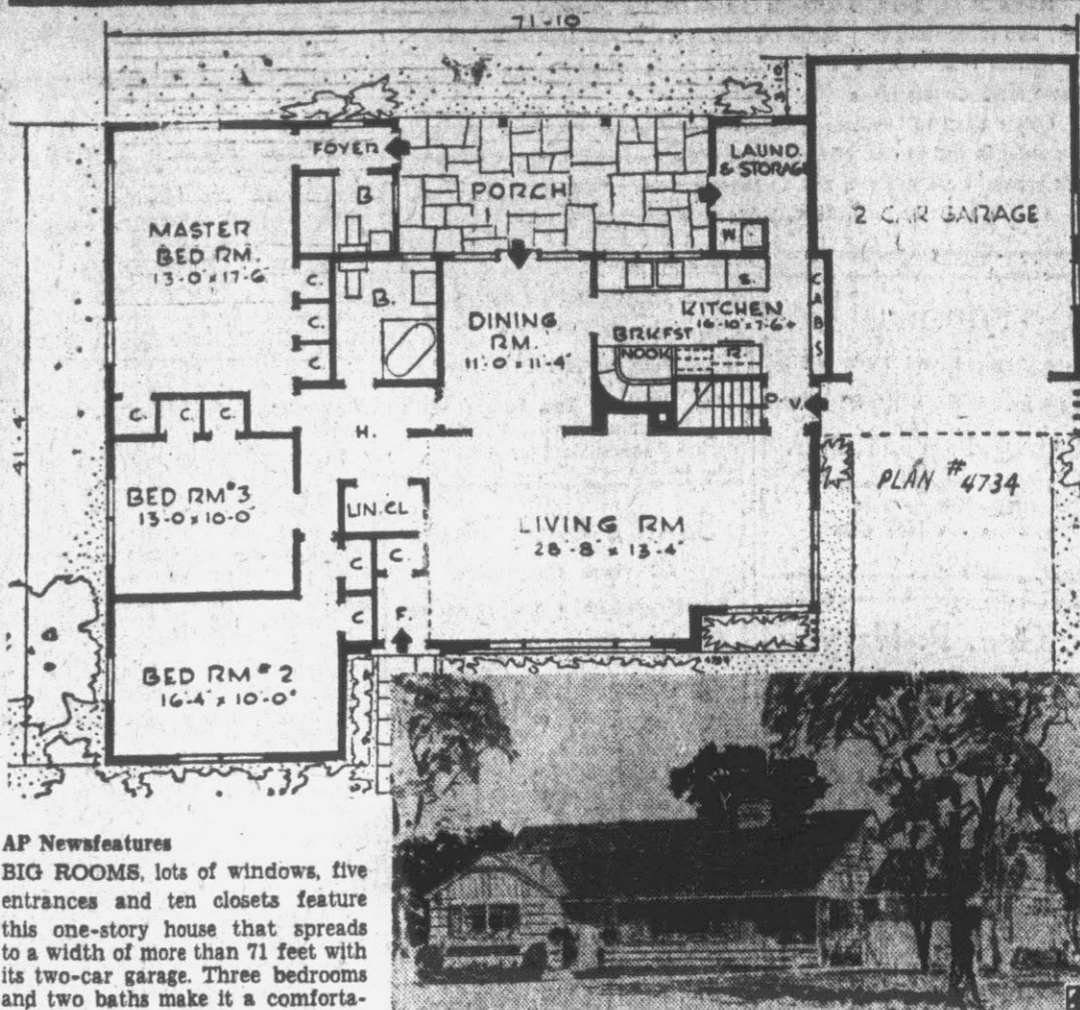 71-10
FOYER
B
PORCH
LAUND.
& STORAGE
2 C R GARAGE
MASTER
BED RM.
13-0 x 17-6
W
C.
C.
C.
B.
DINING
RM.
11-0 x 11-4
S.
KITCHEN
16-10 x 7-6+
BRKFST
NOOK
R.
CABS
C.
C.
C.
H.
D.
V.
41-4
BED RM #3
13-0 x 10-0
LIN. CL
LIVING RM
28-8 x 13-4
PLAN # 4734
C
C.
C
F.
BED RM #2
16-4 x 10-0
AP Newsfeatures
BIG ROOMS, lots of windows, five
entrances and ten closets feature
this one-story house that spreads
to a width of more than 71 feet with
its two-car garage. Three bedrooms
and two baths make it a comforta-